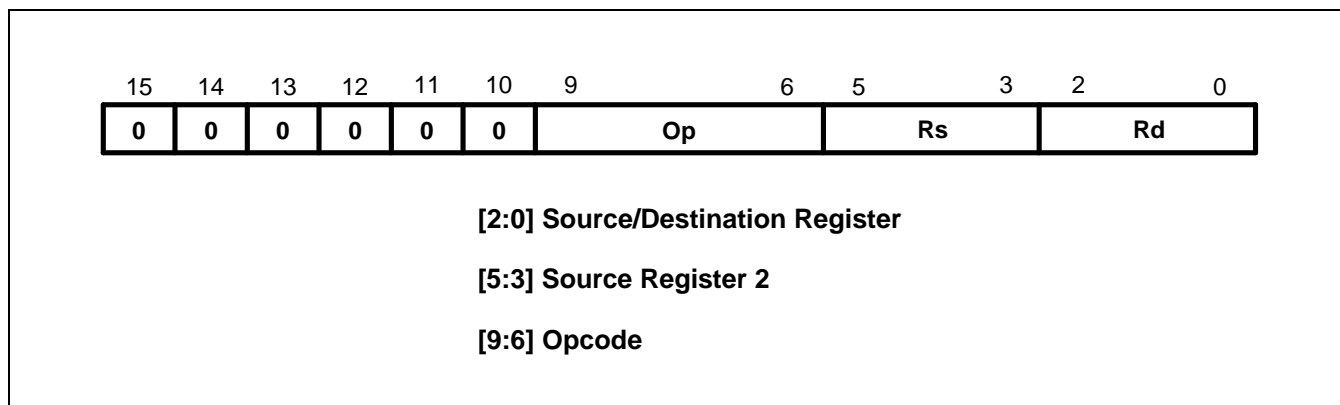 15 14 13 12 11 10 9 6 5 3 2 0
0 0 0 0 0 0 Op Rs Rd
[2:0] Source/Destination Register
[5:3] Source Register 2
[9:6] Opcode